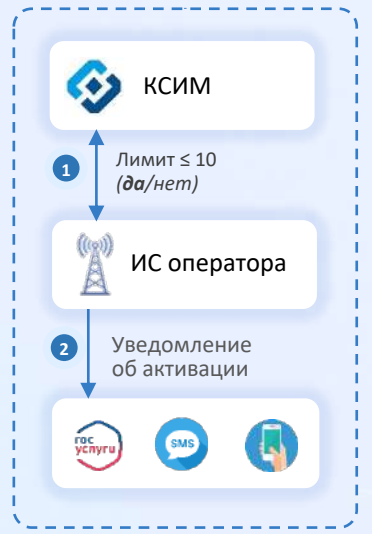 КСИМ
1
Лимит ≤ 10
(да/нет)
ИС оператора
2
Уведомление
об активации
гос
услуги
SMS